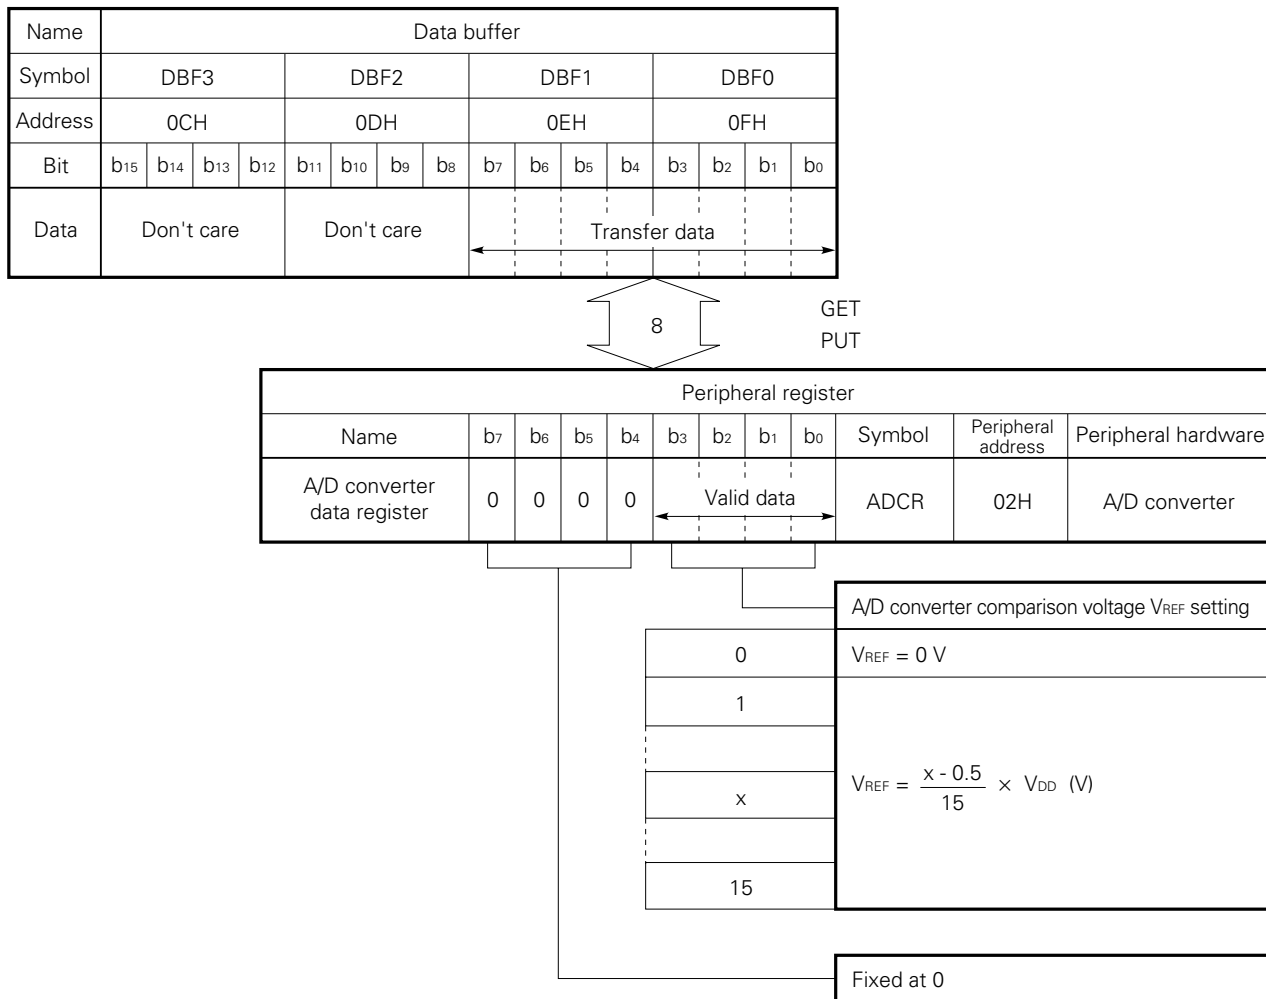 Name Data buffer
Symbol DBF3 DBF2 DBF1 DBF0
Address 0CH 0DH 0EH 0FH
Bit b15 b14 b13 b12 b11 b10 b9 b8 b7 b6 b5 b4 b3 b2 b1 b0
Data Don't care Don't care Transfer data
8
GET
PUT
Peripheral register
Name b7 b6 b5 b4 b3 b2 b1 b0 Symbol Peripheral address Peripheral hardware
A/D converter
data register
0 0 0 0 Valid data ADCR 02H A/D converter
A/D converter comparison voltage VREF setting
0 VREF = 0 V
1
x VREF = x - 0.5 / 15 × VDD (V)
15
Fixed at 0